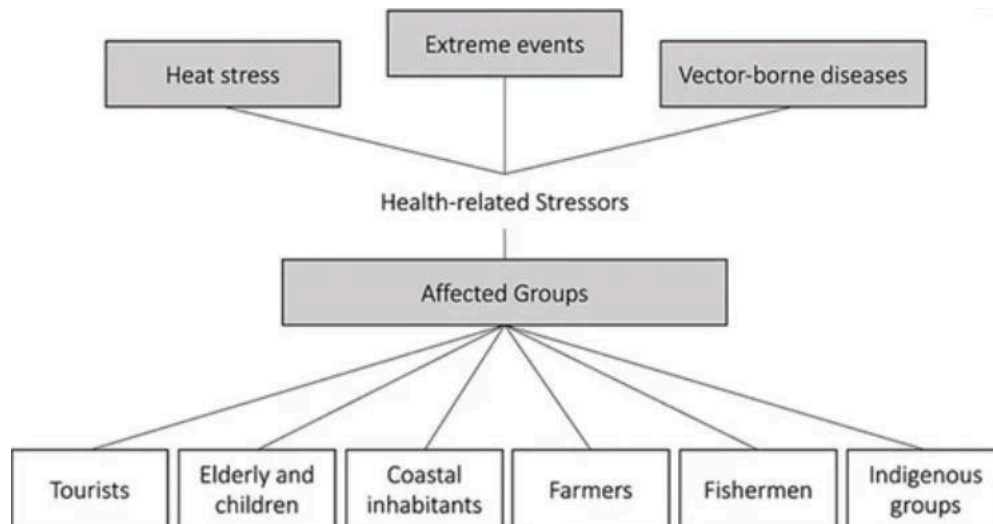 Extreme events
Heat stress
Vector-borne diseases
Health-related Stressors
Affected Groups
Tourists
Elderly and
children
Coastal
inhabitants
Farmers
Fishermen
Indigenous
groups